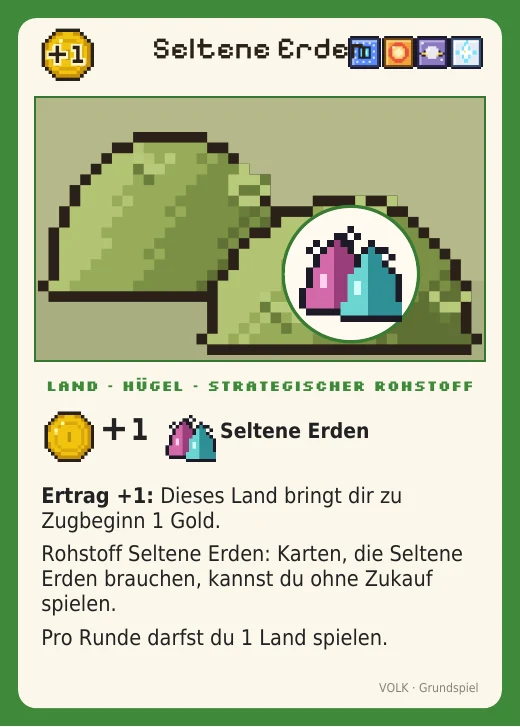 +1 Seltene Erden
LAND - HÜGEL - STRATEGISCHER ROHSTOFF
+1 Seltene Erden
Ertrag +1: Dieses Land bringt dir zu
Zugbeginn 1 Gold.
Rohstoff Seltene Erden: Karten, die Seltene
Erden brauchen, kannst du ohne Zukauf
spielen.
Pro Runde darfst du 1 Land spielen.
VOLK · Grundspiel